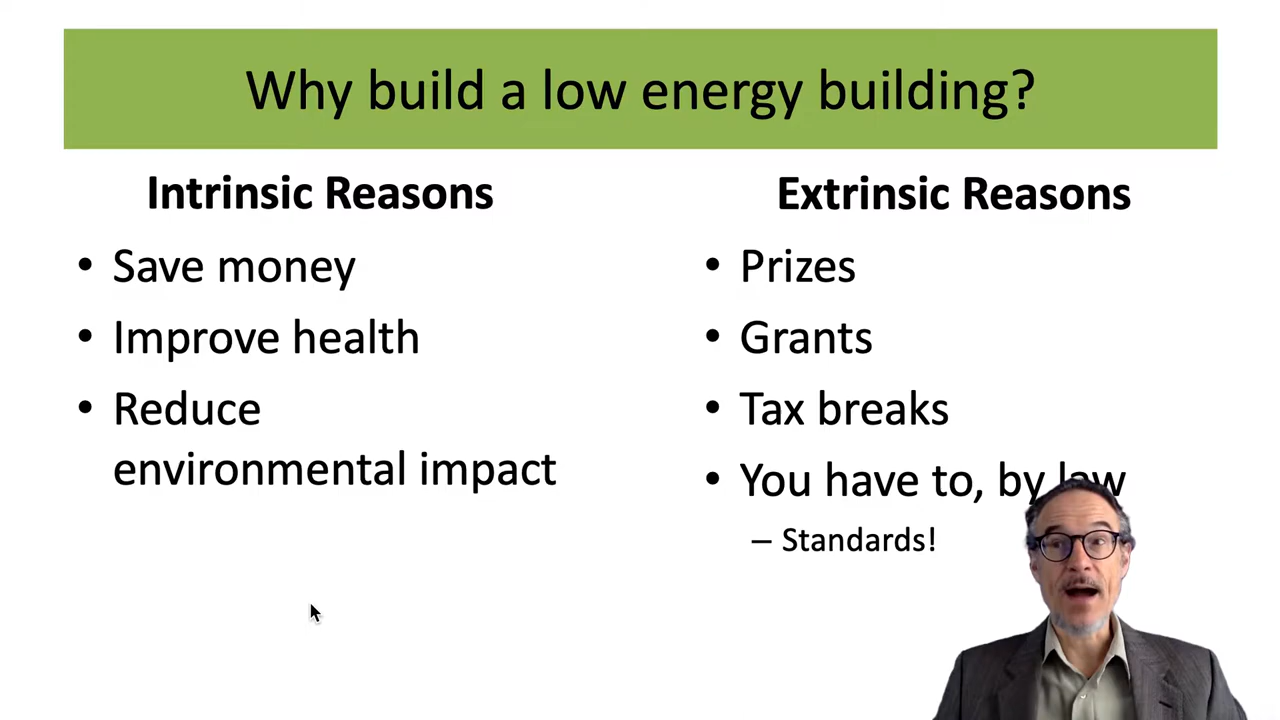 Why build a low energy building?
Intrinsic Reasons
• Save money
• Improve health
• Reduce
environmental impact
Extrinsic Reasons
• Prizes
• Grants
• Tax breaks
• You have to, by law
– Standards!